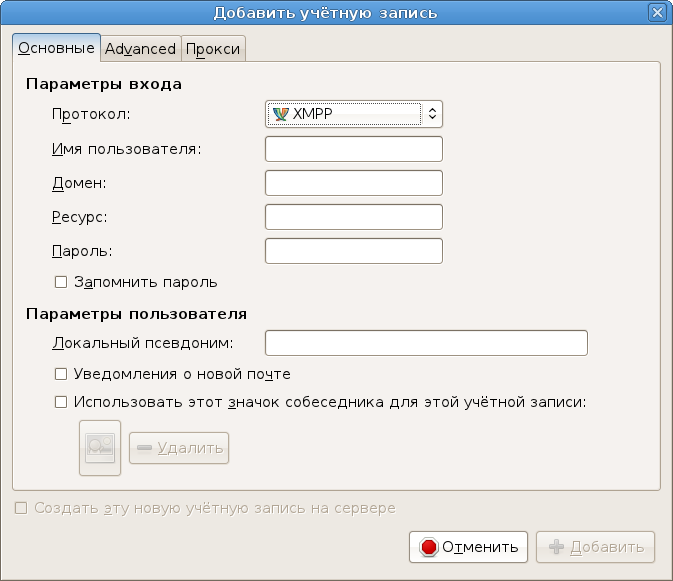 Добавить учётную запись
Основные Advanced Прокси
Параметры входа
Протокол: XMPP
Имя пользователя:
Домен:
Ресурс:
Пароль:
Запомнить пароль
Параметры пользователя
Локальный псевдоним:
Уведомления о новой почте
Использовать этот значок собеседника для этой учётной записи:
Удалить
Создать эту новую учётную запись на сервере
Отменить Добавить